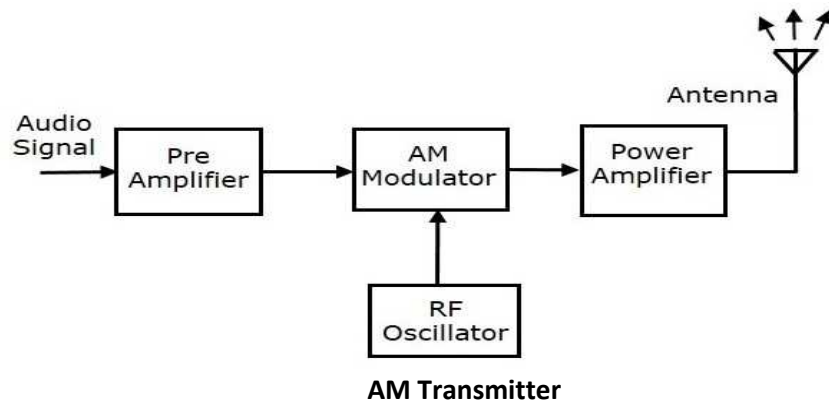 Audio
Signal
Pre
Amplifier
AM
Modulator
Power
Amplifier
Antenna
RF
Oscillator
AM Transmitter